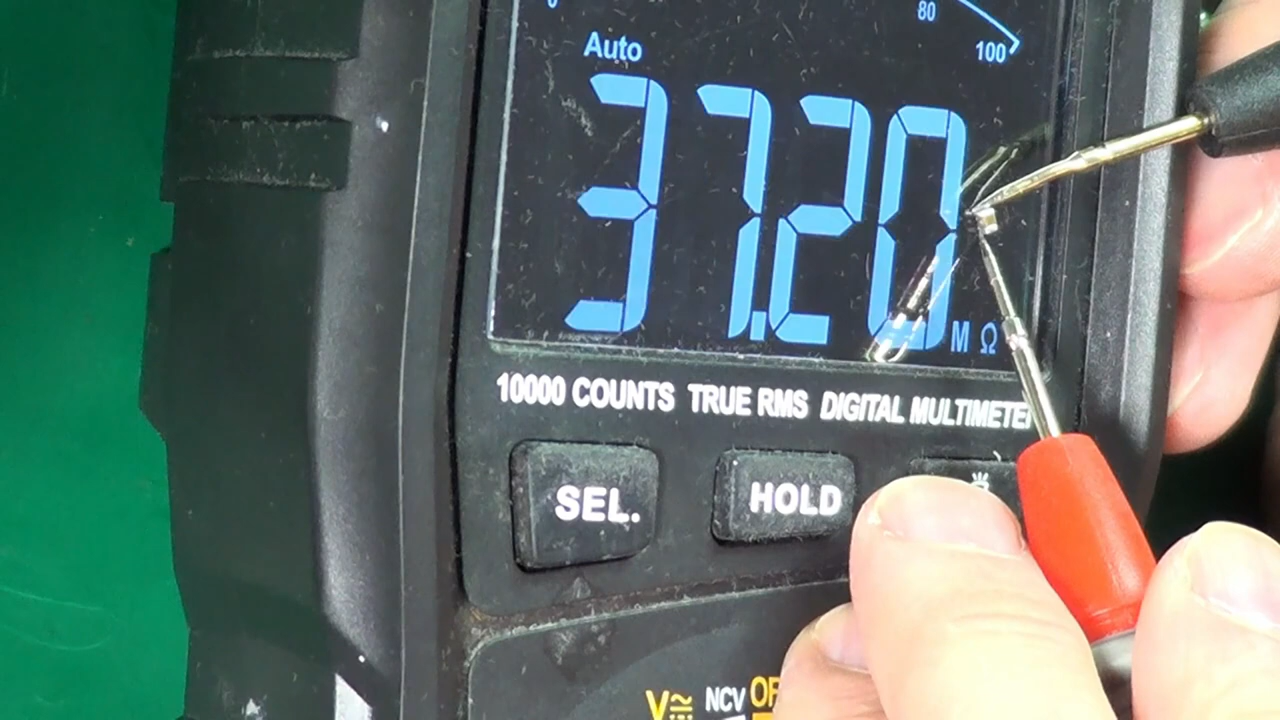 80
Auto
100
37.20
M Ω
10000 COUNTS TRUE RMS DIGITAL MULTIMETER
SEL.
HOLD
V NCV